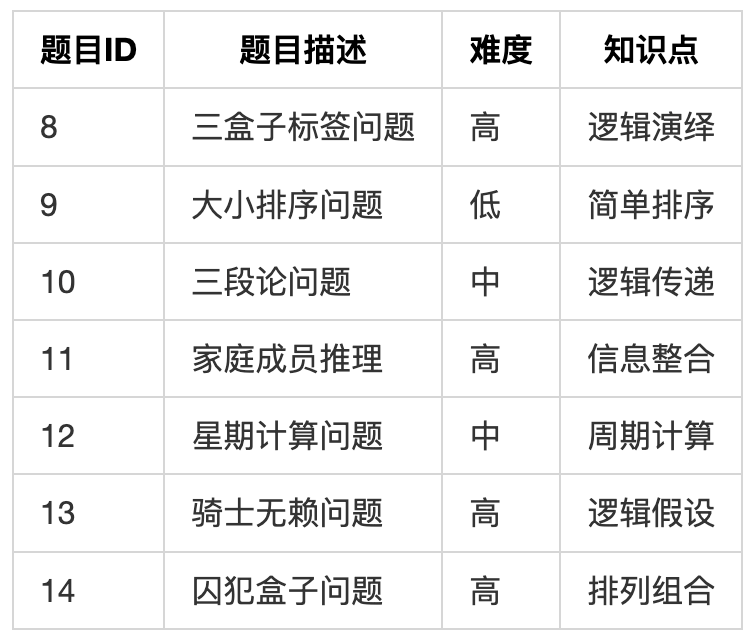 题目ID 题目描述 难度 知识点
8 三盒子标签问题 高 逻辑演绎
9 大小排序问题 低 简单排序
10 三段论问题 中 逻辑传递
11 家庭成员推理 高 信息整合
12 星期计算问题 中 周期计算
13 骑士无赖问题 高 逻辑假设
14 囚犯盒子问题 高 排列组合